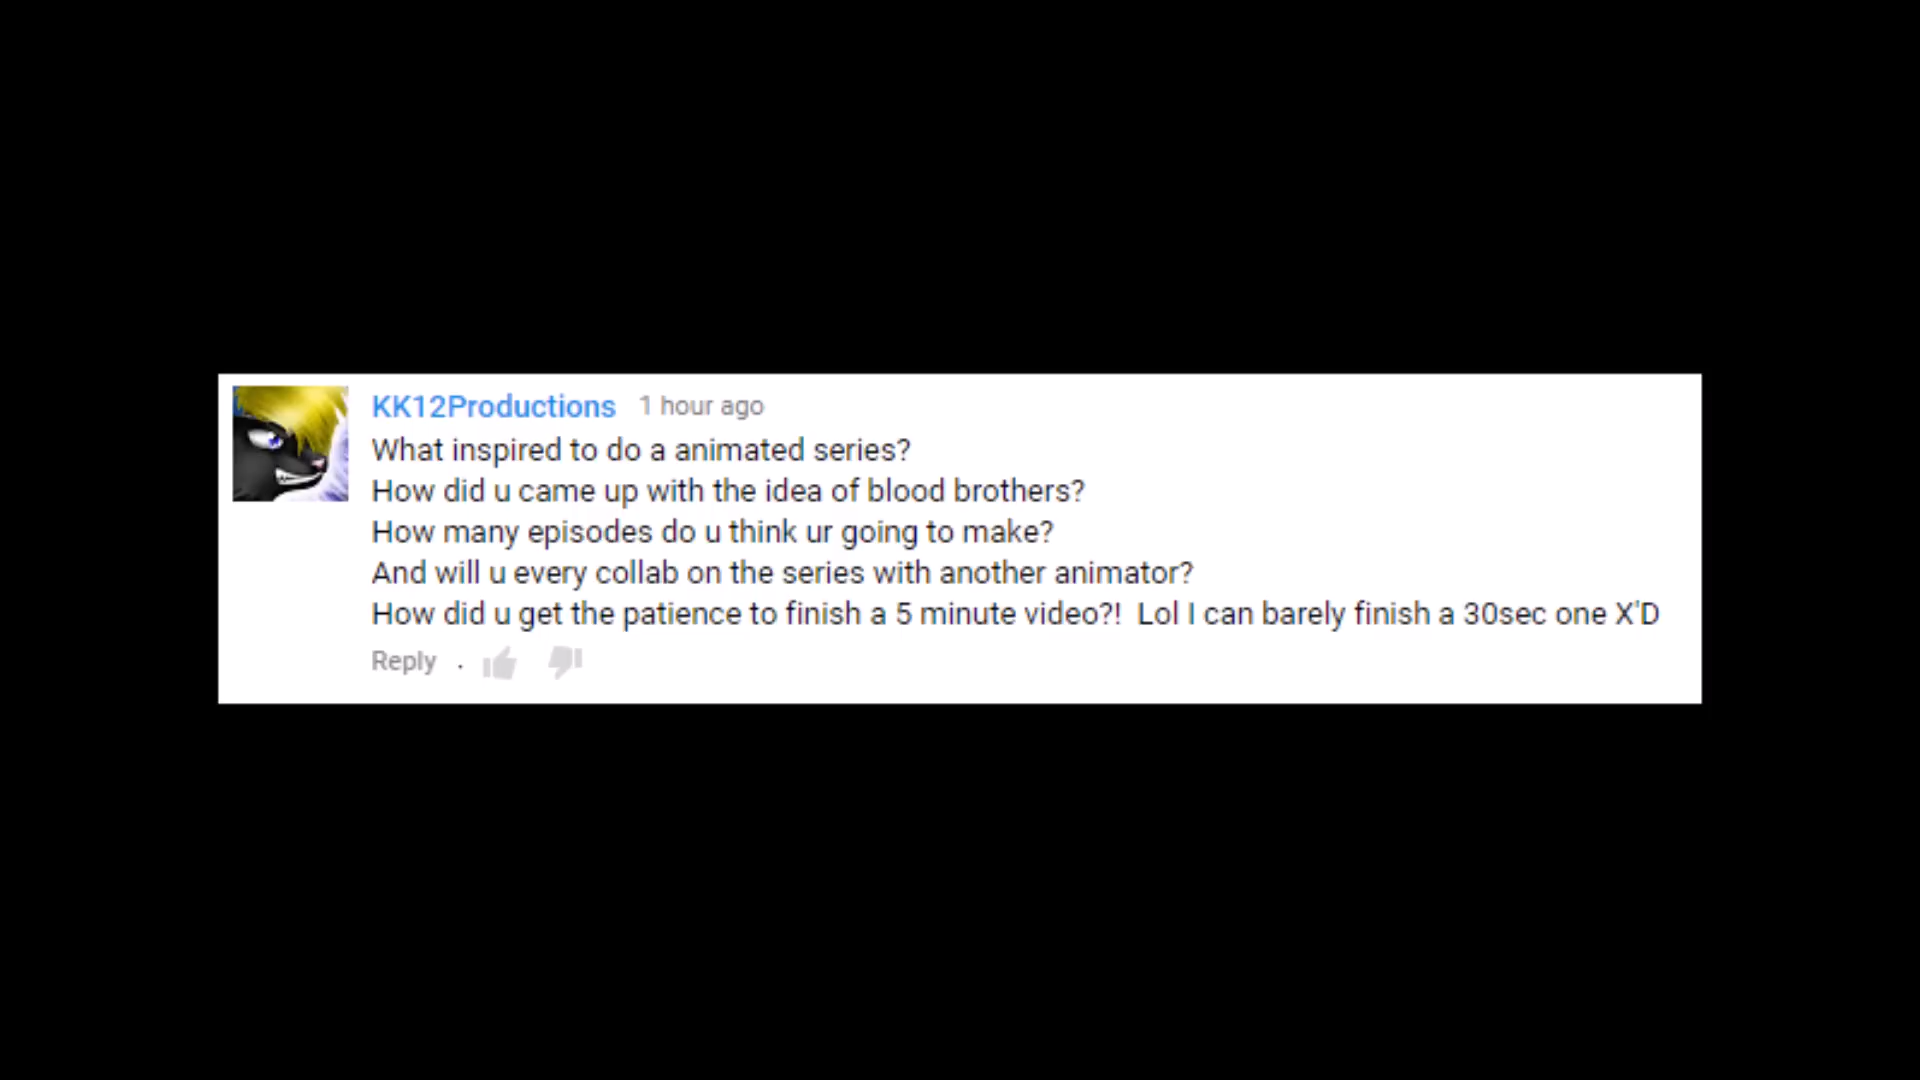 KK12Productions 1 hour ago
What inspired to do a animated series?
How did u came up with the idea of blood brothers?
How many episodes do u think ur going to make?
And will u every collab on the series with another animator?
How did u get the patience to finish a 5 minute video?!  Lol I can barely finish a 30sec one X'D
Reply .